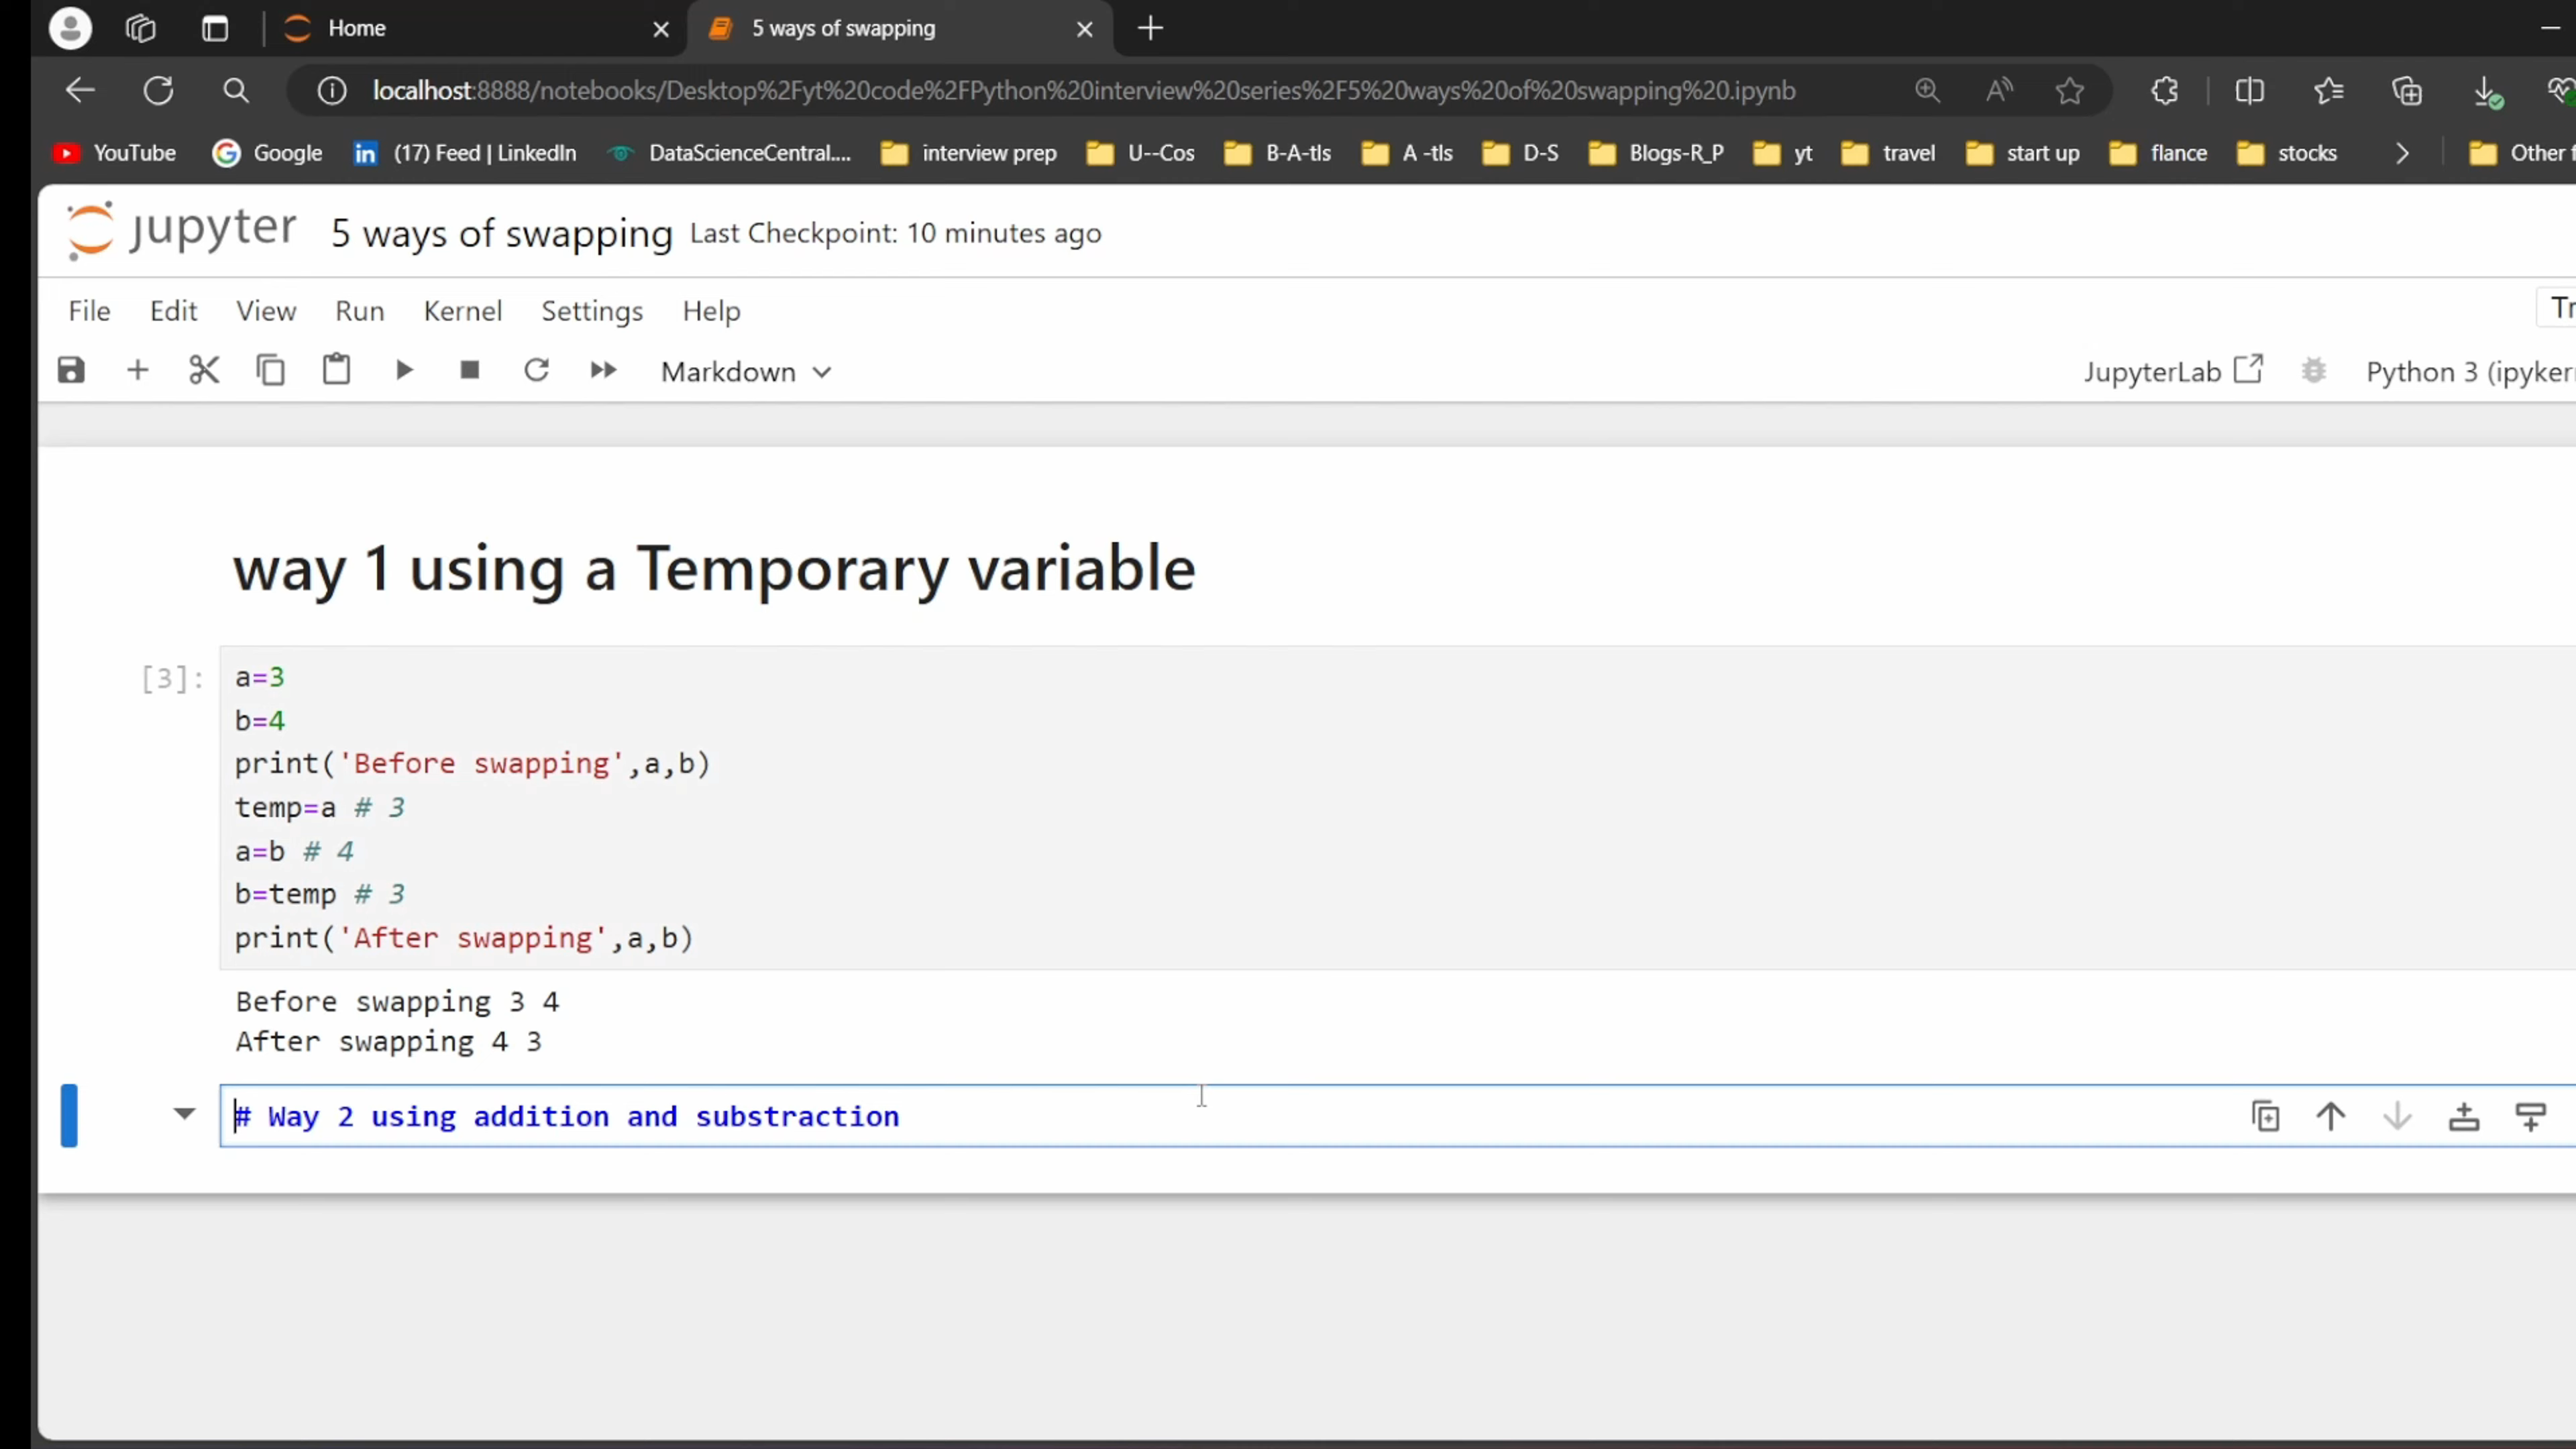 Home
5 ways of swapping
localhost:8888/notebooks/Desktop%2Fyt%20code%2FPython%20interview%20series%2F5%20ways%20of%20swapping%20.ipynb
YouTube Google (17) Feed | LinkedIn DataScienceCentral.... interview prep U--Cos B-A-tls A -tls D-S Blogs-R_P yt travel start up flance stocks Other f
jupyter 5 ways of swapping Last Checkpoint: 10 minutes ago
File Edit View Run Kernel Settings Help
Markdown JupyterLab Python 3 (ipyker
way 1 using a Temporary variable
[3]: a=3
b=4
print('Before swapping',a,b)
temp=a # 3
a=b # 4
b=temp # 3
print('After swapping',a,b)
Before swapping 3 4
After swapping 4 3
# Way 2 using addition and substraction